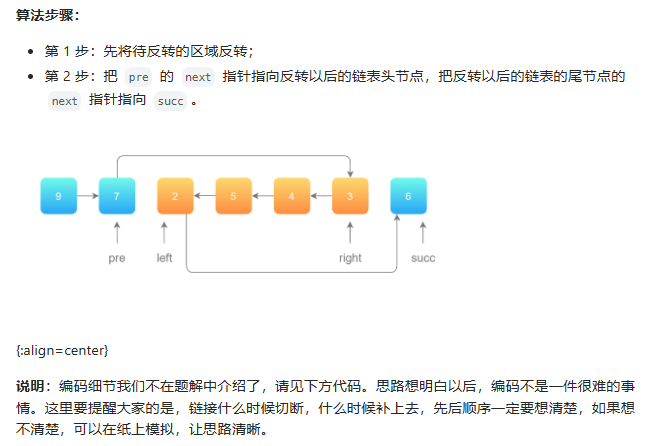 算法步骤：
第 1 步：先将待反转的区域反转；
第 2 步：把 pre 的 next 指针指向反转以后的链表头节点，把反转以后的链表的尾节点的
next 指针指向 succ 。
9 7 2 5 4 3 6
pre left right succ
{:align=center}
说明：编码细节我们不在题解中介绍了，请见下方代码。思路想明白以后，编码不是一件很难的事
情。这里要提醒大家的是，链接什么时候切断，什么时候补上去，先后顺序一定要想清楚，如果想
不清楚，可以在纸上模拟，让思路清晰。